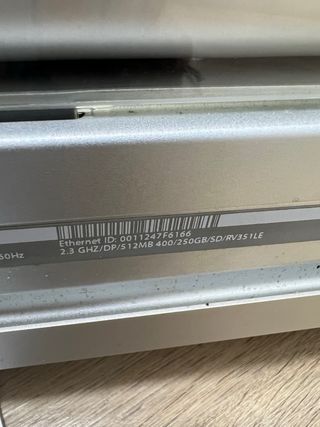 Ethernet ID: 0011247F6166
60Hz
2.3 GHZ/DP/512MB 400/250GB/SD/RV351LE